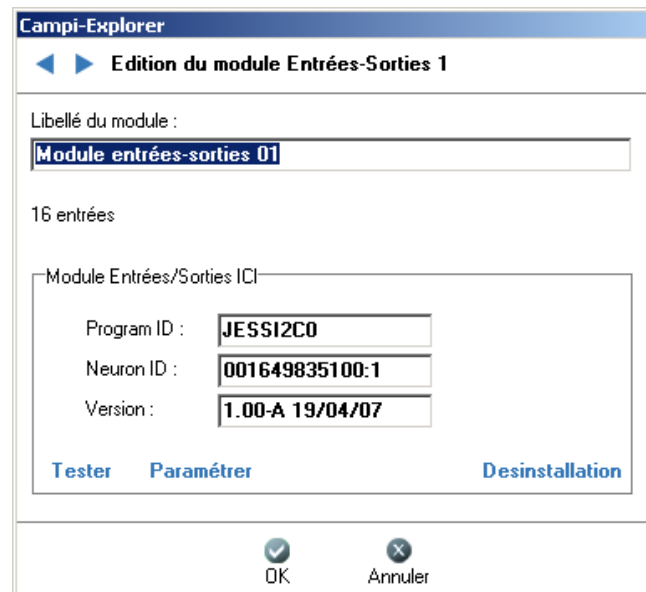 Campi-Explorer
Edition du module Entrées-Sorties 1
Libellé du module :
Module entrées-sorties 01
16 entrées
Module Entrées/Sorties ICI
Program ID : JESSI2C0
Neuron ID : 001649835100:1
Version : 1.00-A 19/04/07
Tester Paramétrer Desinstallation
OK Annuler